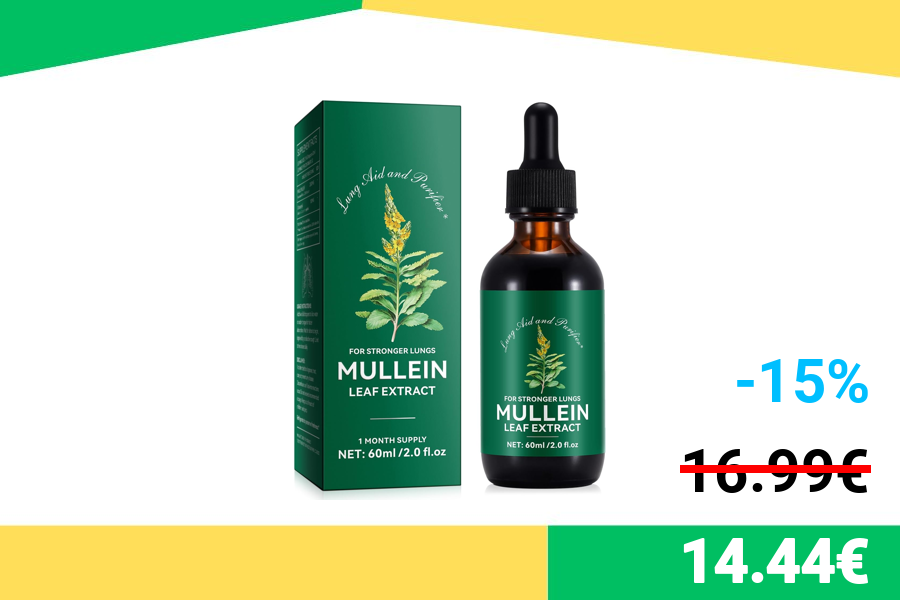 SUPPLEMENT FACTS
Lung Aid and Purifier
FOR STRONGER LUNGS
MULLEIN
LEAF EXTRACT
1 MONTH SUPPLY
NET: 60ml /2.0 fl.oz
Lung Aid and Purifier
FOR STRONGER LUNGS
MULLEIN
LEAF EXTRACT
NET: 60ml /2.0 fl.oz
-15%
16.99€
14.44€